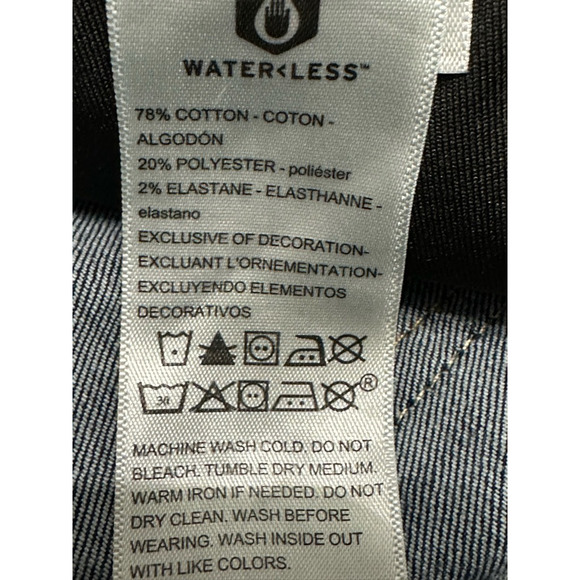 WATER<LESS™
78% COTTON - COTON -
ALGODÓN
20% POLYESTER - poliéster
2% ELASTANE - ELASTHANNE -
elastano
EXCLUSIVE OF DECORATION-
EXCLUANT L'ORNEMENTATION-
EXCLUYENDO ELEMENTOS
DECORATIVOS
30 ®
MACHINE WASH COLD. DO NOT
BLEACH. TUMBLE DRY MEDIUM.
WARM IRON IF NEEDED. DO NOT
DRY CLEAN. WASH BEFORE
WEARING. WASH INSIDE OUT
WITH LIKE COLORS.